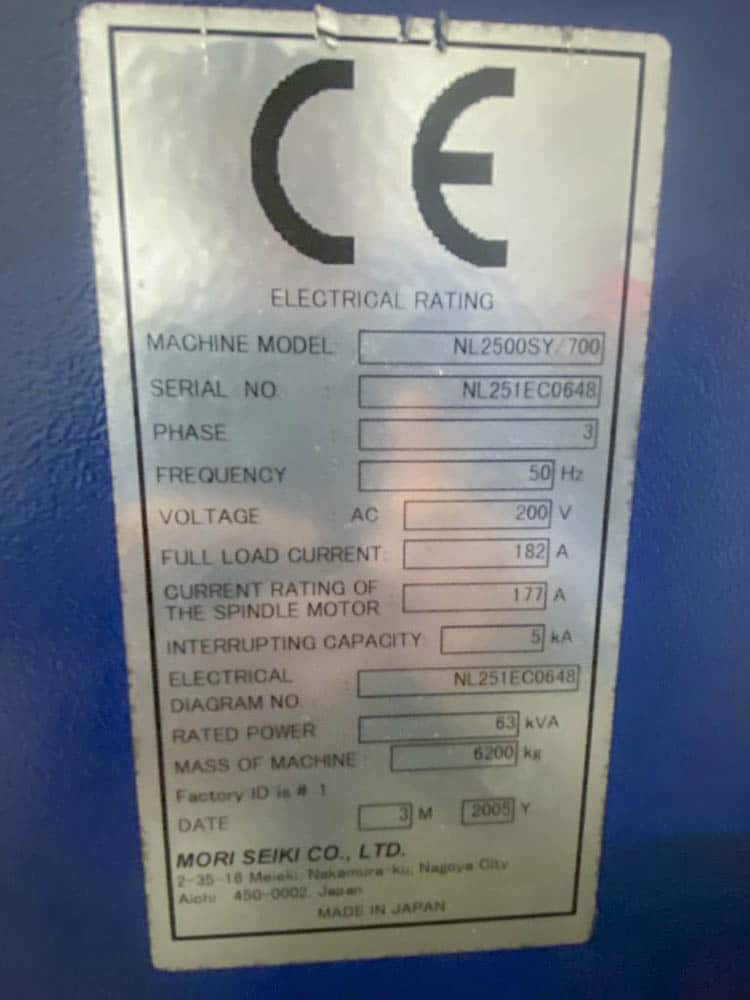 CE
ELECTRICAL RATING
MACHINE MODEL NL2500SY/700
SERIAL NO. NL251EC0648
PHASE 3
FREQUENCY 50 Hz
VOLTAGE AC 200 V
FULL LOAD CURRENT: 182 A
CURRENT RATING OF
THE SPINDLE MOTOR 177 A
INTERRUPTING CAPACITY: 5 kA
ELECTRICAL NL251EC0648
DIAGRAM NO.
RATED POWER 63 kVA
MASS OF MACHINE : 6200 kg
Factory ID is # 1
DATE 3 M 2005 Y
MORI SEIKI CO., LTD.
2-35-16 Meieki, Nakamura-ku, Nagoya City
Aichi 450-0002, Japan
MADE IN JAPAN